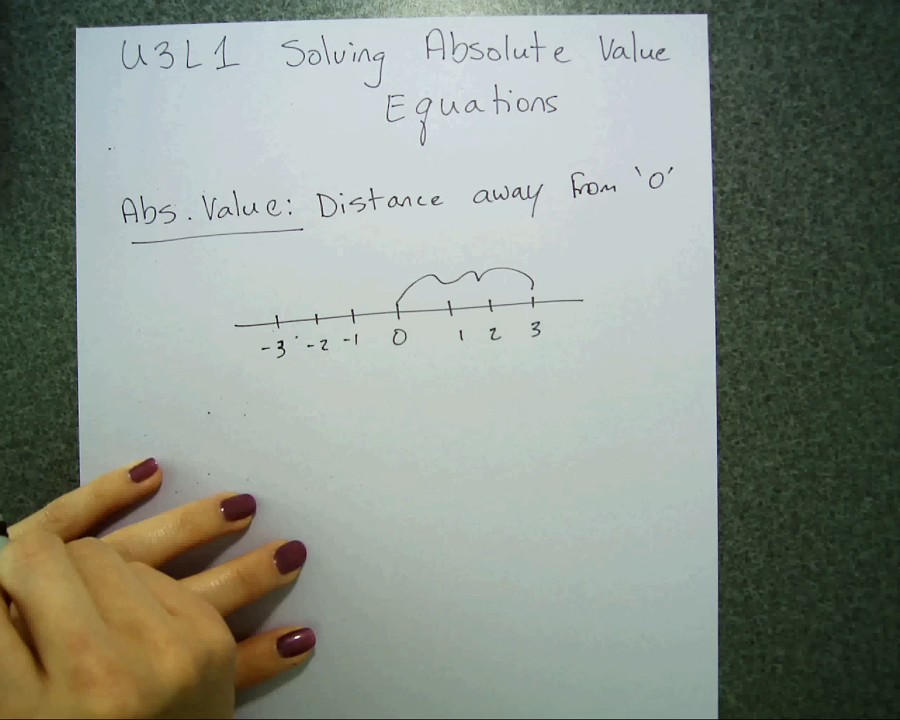 U3L1 Solving Absolute Value
Equations
Abs. Value: Distance away from '0'
-3 -2 -1 0 1 2 3